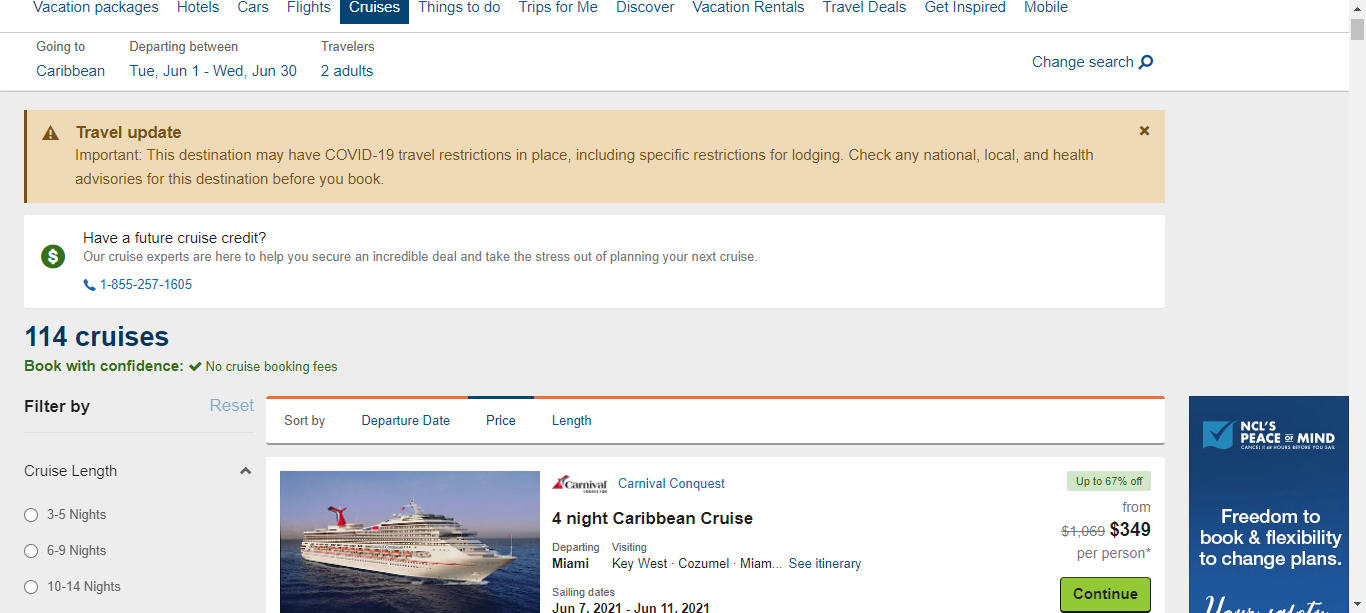 Vacation packages Hotels Cars Flights Cruises Things to do Trips for Me Discover Vacation Rentals Travel Deals Get Inspired Mobile
Going to Departing between Travelers
Caribbean Tue, Jun 1 - Wed, Jun 30 2 adults
Change search
Travel update
Important: This destination may have COVID-19 travel restrictions in place, including specific restrictions for lodging. Check any national, local, and health
advisories for this destination before you book.
Have a future cruise credit?
Our cruise experts are here to help you secure an incredible deal and take the stress out of planning your next cruise.
1-855-257-1605
114 cruises
Book with confidence: No cruise booking fees
Filter by Reset
Cruise Length
3-5 Nights
6-9 Nights
10-14 Nights
Sort by Departure Date Price Length
Carnival Carnival Conquest
4 night Caribbean Cruise
Departing Visiting
Miami Key West · Cozumel · Miam... See itinerary
Sailing dates
Jun 7, 2021 - Jun 11, 2021
Up to 67% off
from
$1,069 $349
per person*
Continue
NCL'S
PEACE OF MIND
CANCEL 48 HOURS BEFORE YOU SAIL
Freedom to
book & flexibility
to change plans.
Your safety